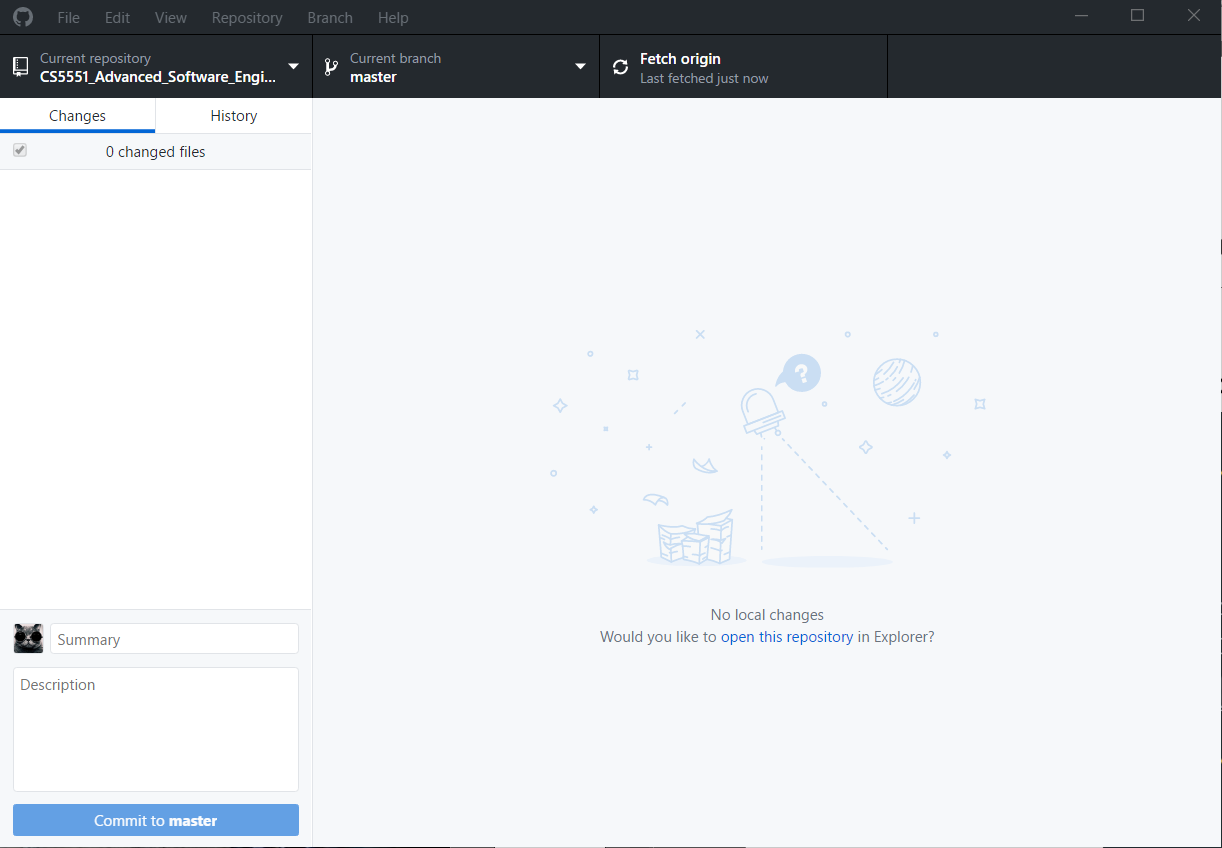 File Edit View Repository Branch Help
Current repository
CS5551_Advanced_Software_Engi...
Current branch
master
Fetch origin
Last fetched just now
Changes
History
0 changed files
?
No local changes
Would you like to open this repository in Explorer?
Summary
Description
Commit to master